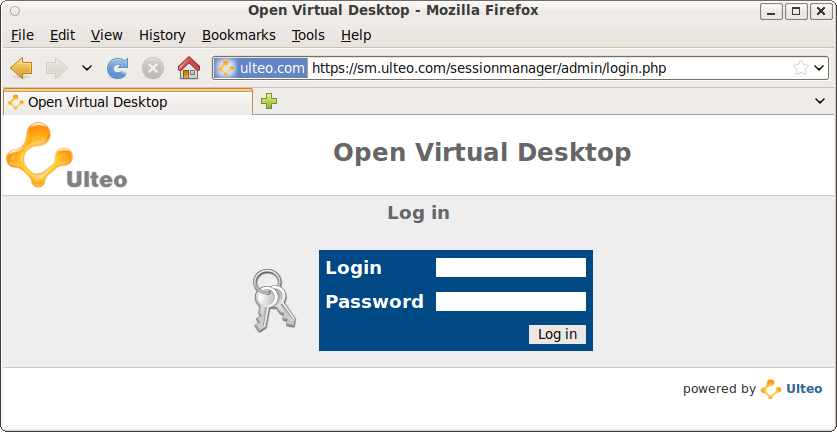 Open Virtual Desktop - Mozilla Firefox
File Edit View History Bookmarks Tools Help
ulteo.com https://sm.ulteo.com/sessionmanager/admin/login.php
Open Virtual Desktop
Ulteo
Open Virtual Desktop
Log in
Login
Password
Log in
powered by Ulteo